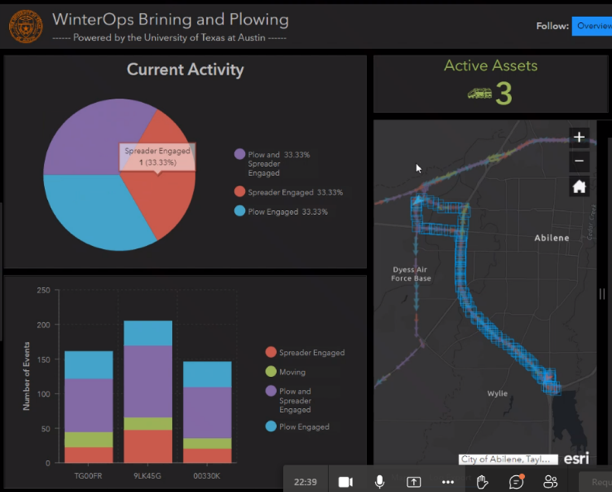 WinterOps Brining and Plowing
------ Powered by the University of Texas at Austin ------
Follow:
Overview
Current Activity
Spreader Engaged
1 (33.33%)
Plow and 33.33%
Spreader
Engaged
Spreader Engaged 33.33%
Plow Engaged 33.33%
Active Assets
3
+
−
Abilene
Dyess Air
Force Base
Wylie
City of Abilene, Tayl...
esri
Number of Events
250
200
150
100
50
0
TG00FR
9LK45G
00330K
Spreader Engaged
Moving
Plow and
Spreader
Engaged
Plow Engaged
22:39
Requ